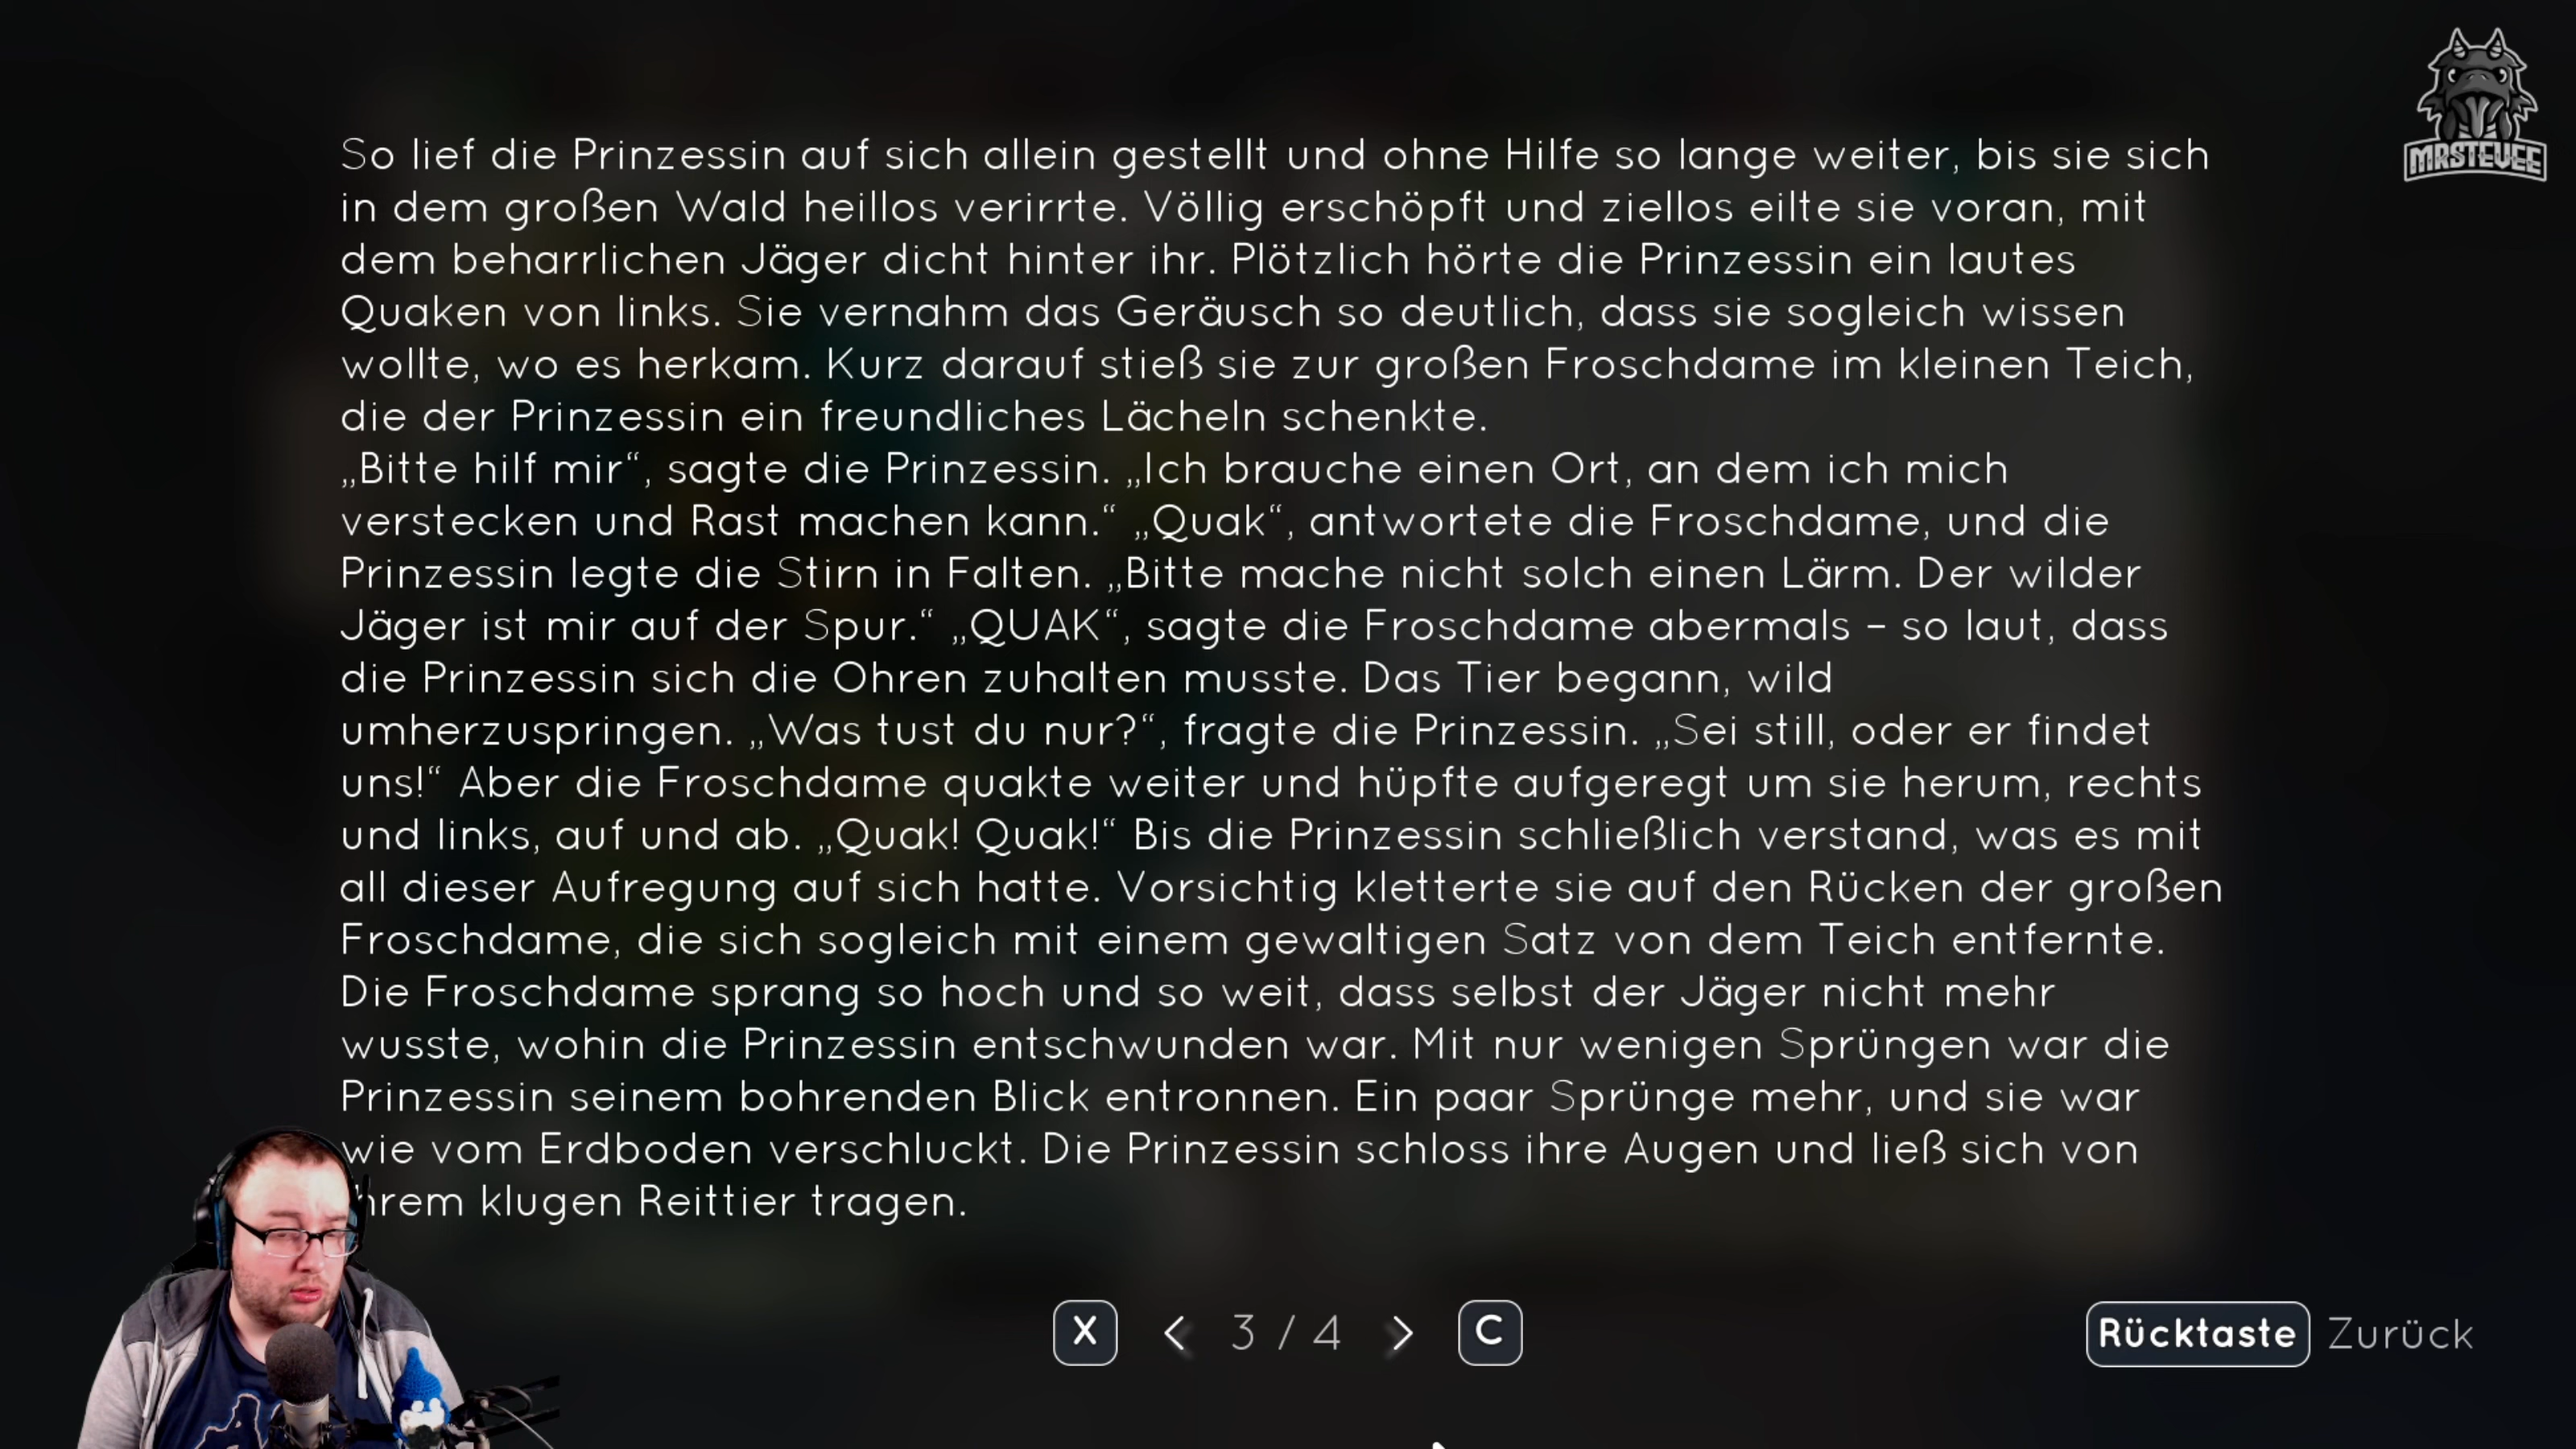 So lief die Prinzessin auf sich allein gestellt und ohne Hilfe so lange weiter, bis sie sich
in dem großen Wald heillos verirrte. Völlig erschöpft und ziellos eilte sie voran, mit
dem beharrlichen Jäger dicht hinter ihr. Plötzlich hörte die Prinzessin ein lautes
Quaken von links. Sie vernahm das Geräusch so deutlich, dass sie sogleich wissen
wollte, wo es herkam. Kurz darauf stieß sie zur großen Froschdame im kleinen Teich,
die der Prinzessin ein freundliches Lächeln schenkte.
„Bitte hilf mir“, sagte die Prinzessin. „Ich brauche einen Ort, an dem ich mich
verstecken und Rast machen kann.“ „Quak“, antwortete die Froschdame, und die
Prinzessin legte die Stirn in Falten. „Bitte mache nicht solch einen Lärm. Der wilder
Jäger ist mir auf der Spur.“ „QUAK“, sagte die Froschdame abermals – so laut, dass
die Prinzessin sich die Ohren zuhalten musste. Das Tier begann, wild
umherzuspringen. „Was tust du nur?“, fragte die Prinzessin. „Sei still, oder er findet
uns!“ Aber die Froschdame quakte weiter und hüpfte aufgeregt um sie herum, rechts
und links, auf und ab. „Quak! Quak!“ Bis die Prinzessin schließlich verstand, was es mit
all dieser Aufregung auf sich hatte. Vorsichtig kletterte sie auf den Rücken der großen
Froschdame, die sich sogleich mit einem gewaltigen Satz von dem Teich entfernte.
Die Froschdame sprang so hoch und so weit, dass selbst der Jäger nicht mehr
wusste, wohin die Prinzessin entschwunden war. Mit nur wenigen Sprüngen war die
Prinzessin seinem bohrenden Blick entronnen. Ein paar Sprünge mehr, und sie war
wie vom Erdboden verschluckt. Die Prinzessin schloss ihre Augen und ließ sich von
hrem klugen Reittier tragen.
X < 3 / 4 > C
Rücktaste Zurück
MRSTEVEE